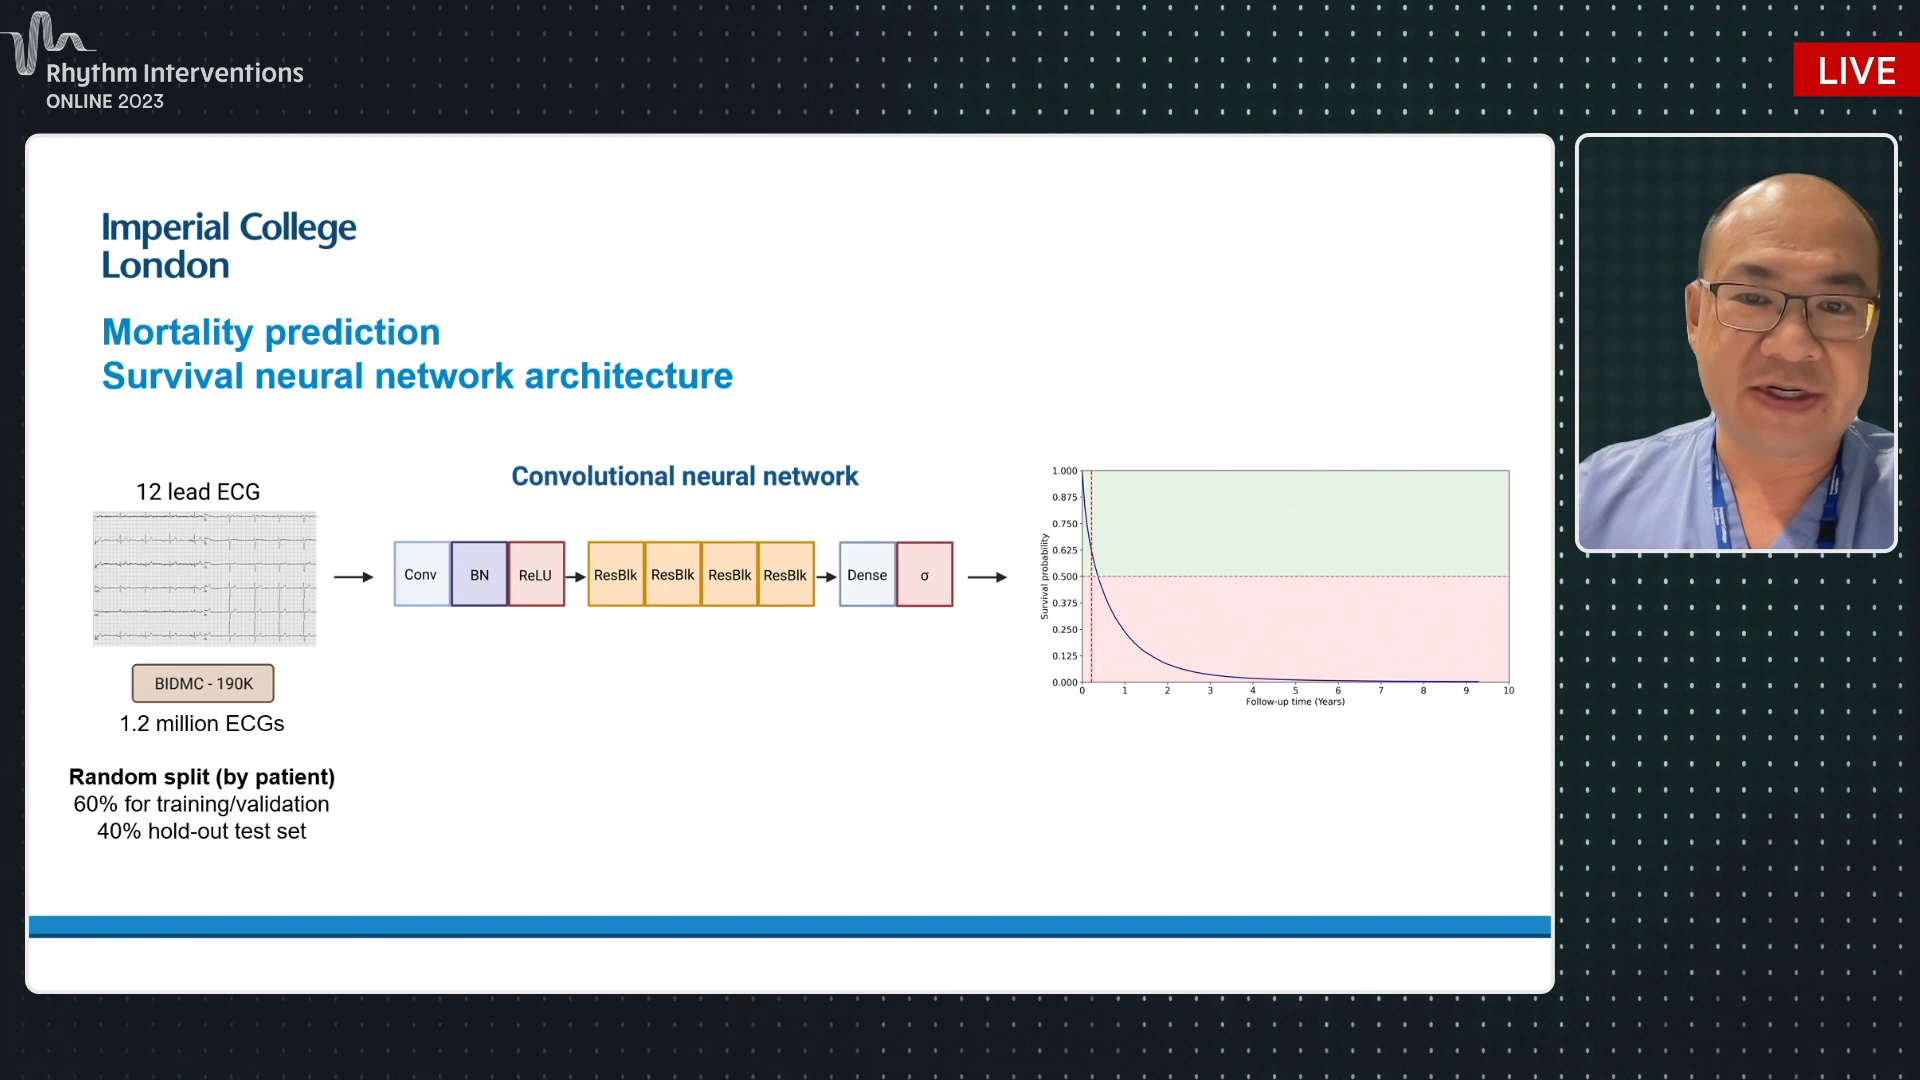 Rhythm Interventions
ONLINE 2023
LIVE
Imperial College
London
Mortality prediction
Survival neural network architecture
12 lead ECG
BIDMC - 190K
1.2 million ECGs
Random split (by patient)
60% for training/validation
40% hold-out test set
Convolutional neural network
Conv BN ReLU ResBlk ResBlk ResBlk ResBlk Dense σ
Survival probability
1.000
0.875
0.750
0.625
0.500
0.375
0.250
0.125
0.000
0 1 2 3 4 5 6 7 8 9 10
Follow-up time (Years)